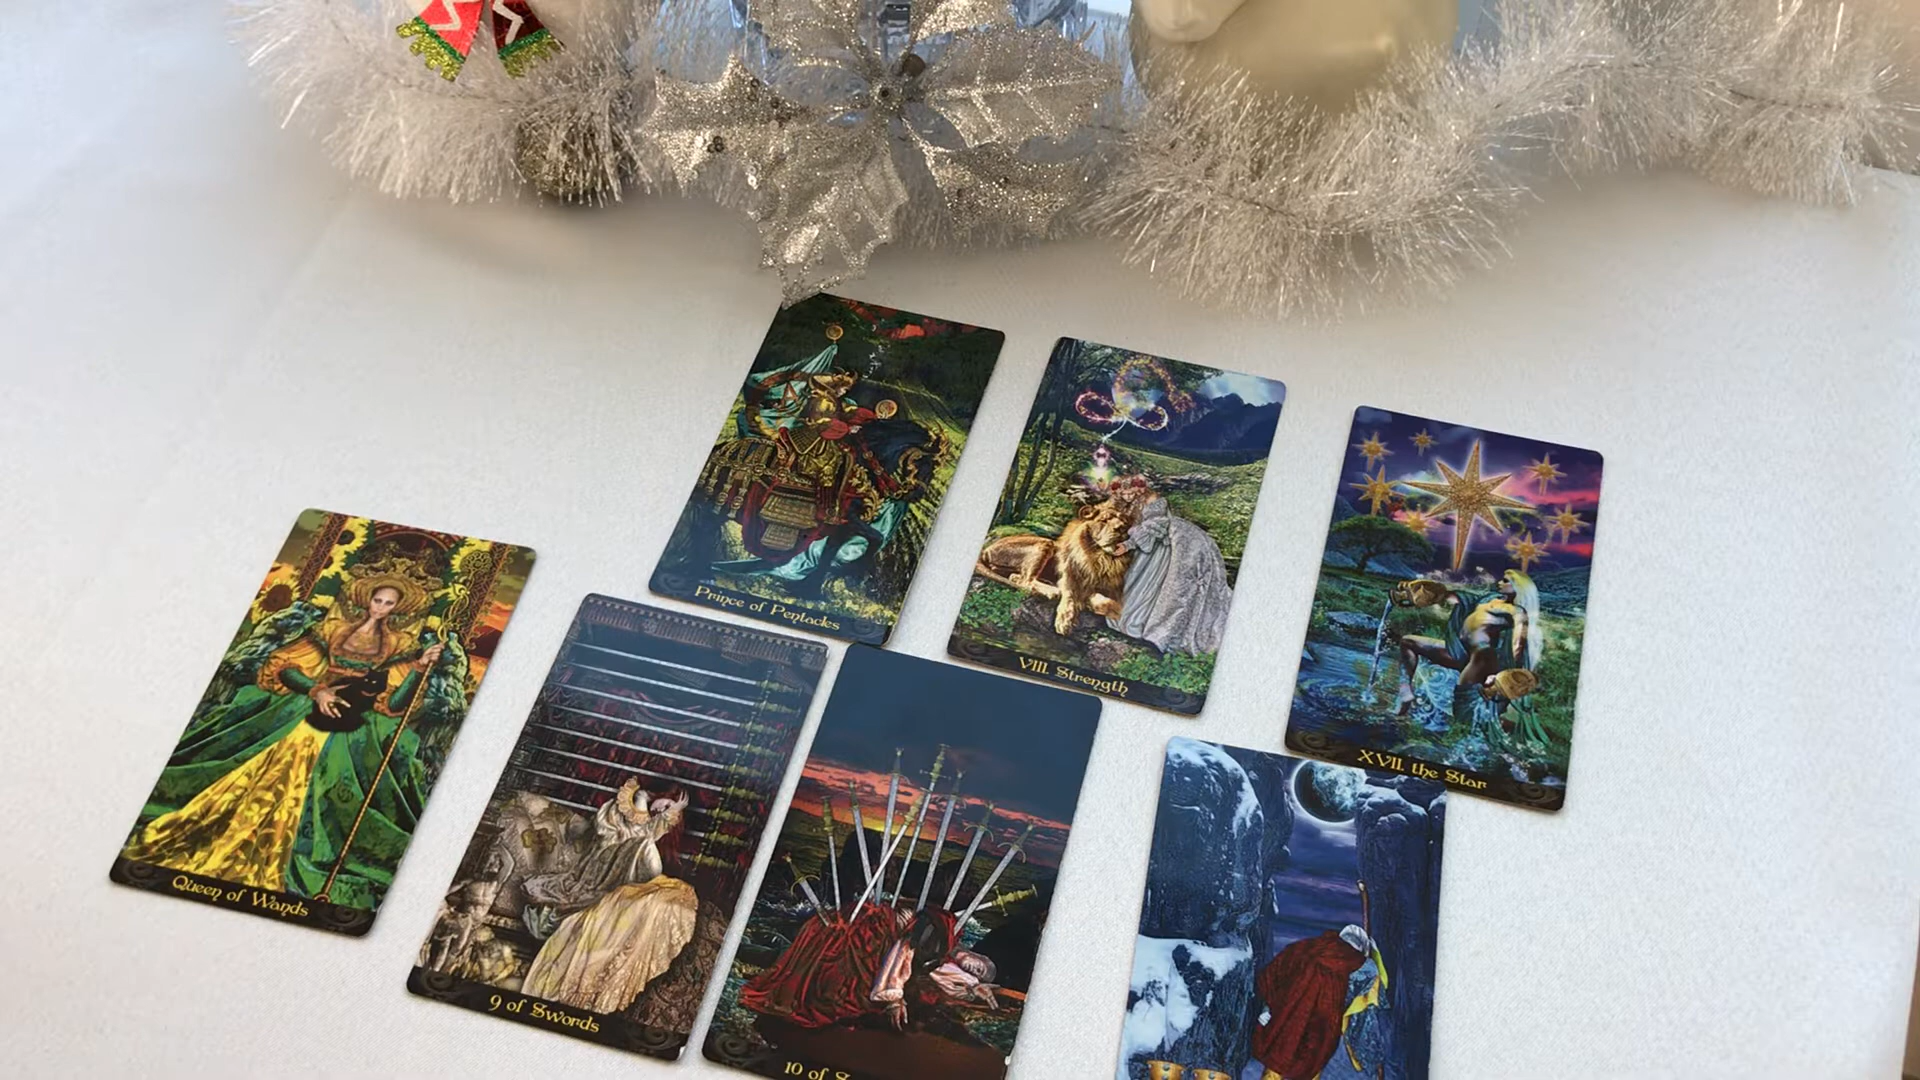 Prince of Pentacles
VIII. Strength
XVII. the Star
Queen of Wands
9 of Swords
10 of